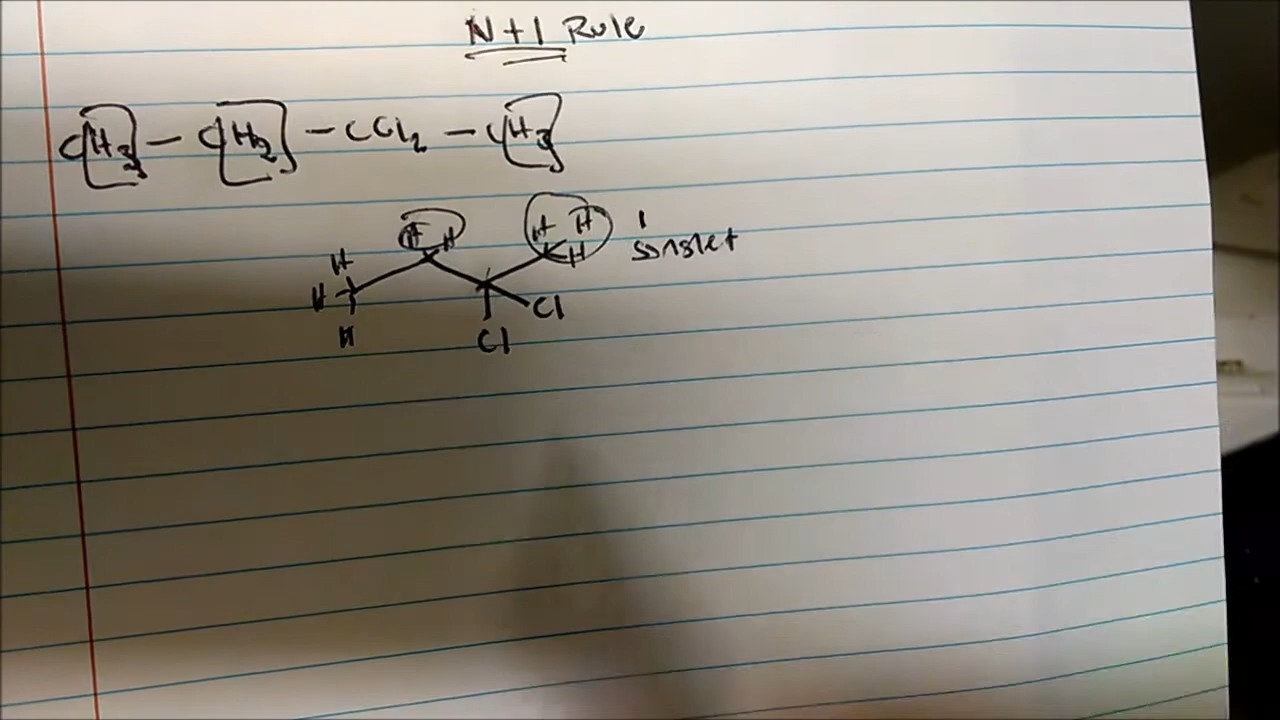 N+1 Rule
CH3 - CH2 - CCl2 - CH3
H H H H 1
H H singlet
H Cl
H Cl